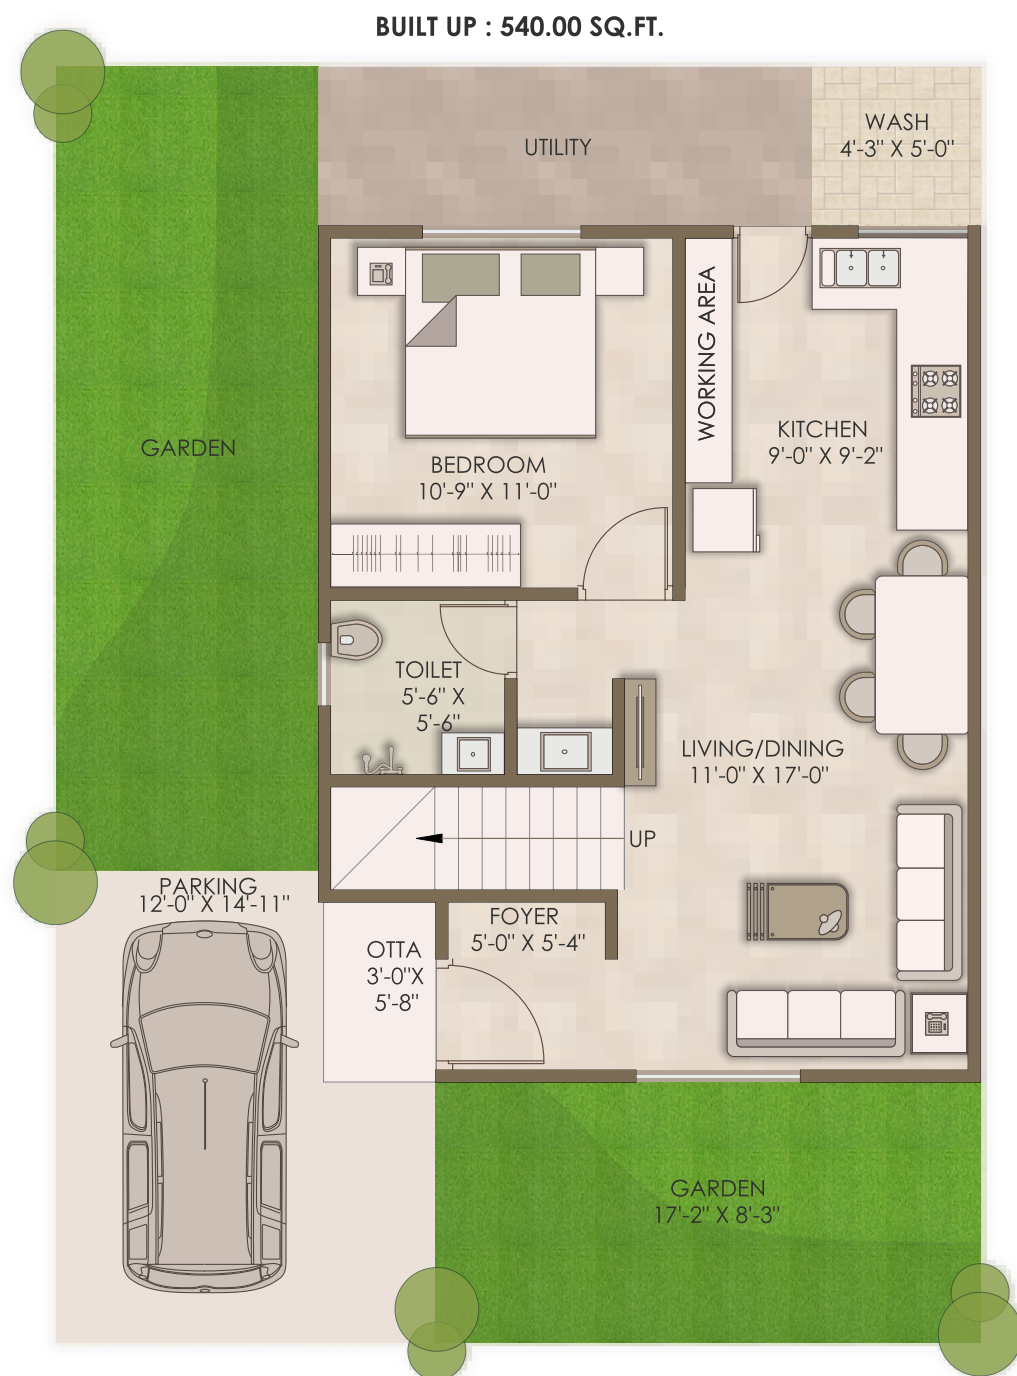 BUILT UP : 540.00 SQ.FT.
WASH
4'-3" X 5'-0"
UTILITY
WORKING AREA
KITCHEN
9'-0" X 9'-2"
GARDEN
BEDROOM
10'-9" X 11'-0"
TOILET
5'-6" X
5'-6"
LIVING/DINING
11'-0" X 17'-0"
UP
PARKING
12'-0" X 14'-11"
FOYER
5'-0" X 5'-4"
OTTA
3'-0"X
5'-8"
GARDEN
17'-2" X 8'-3"